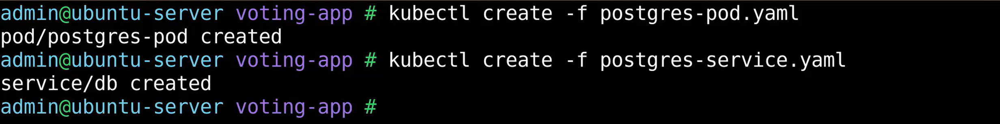 admin@ubuntu-server voting-app # kubectl create -f postgres-pod.yaml
pod/postgres-pod created
admin@ubuntu-server voting-app # kubectl create -f postgres-service.yaml
service/db created
admin@ubuntu-server voting-app #